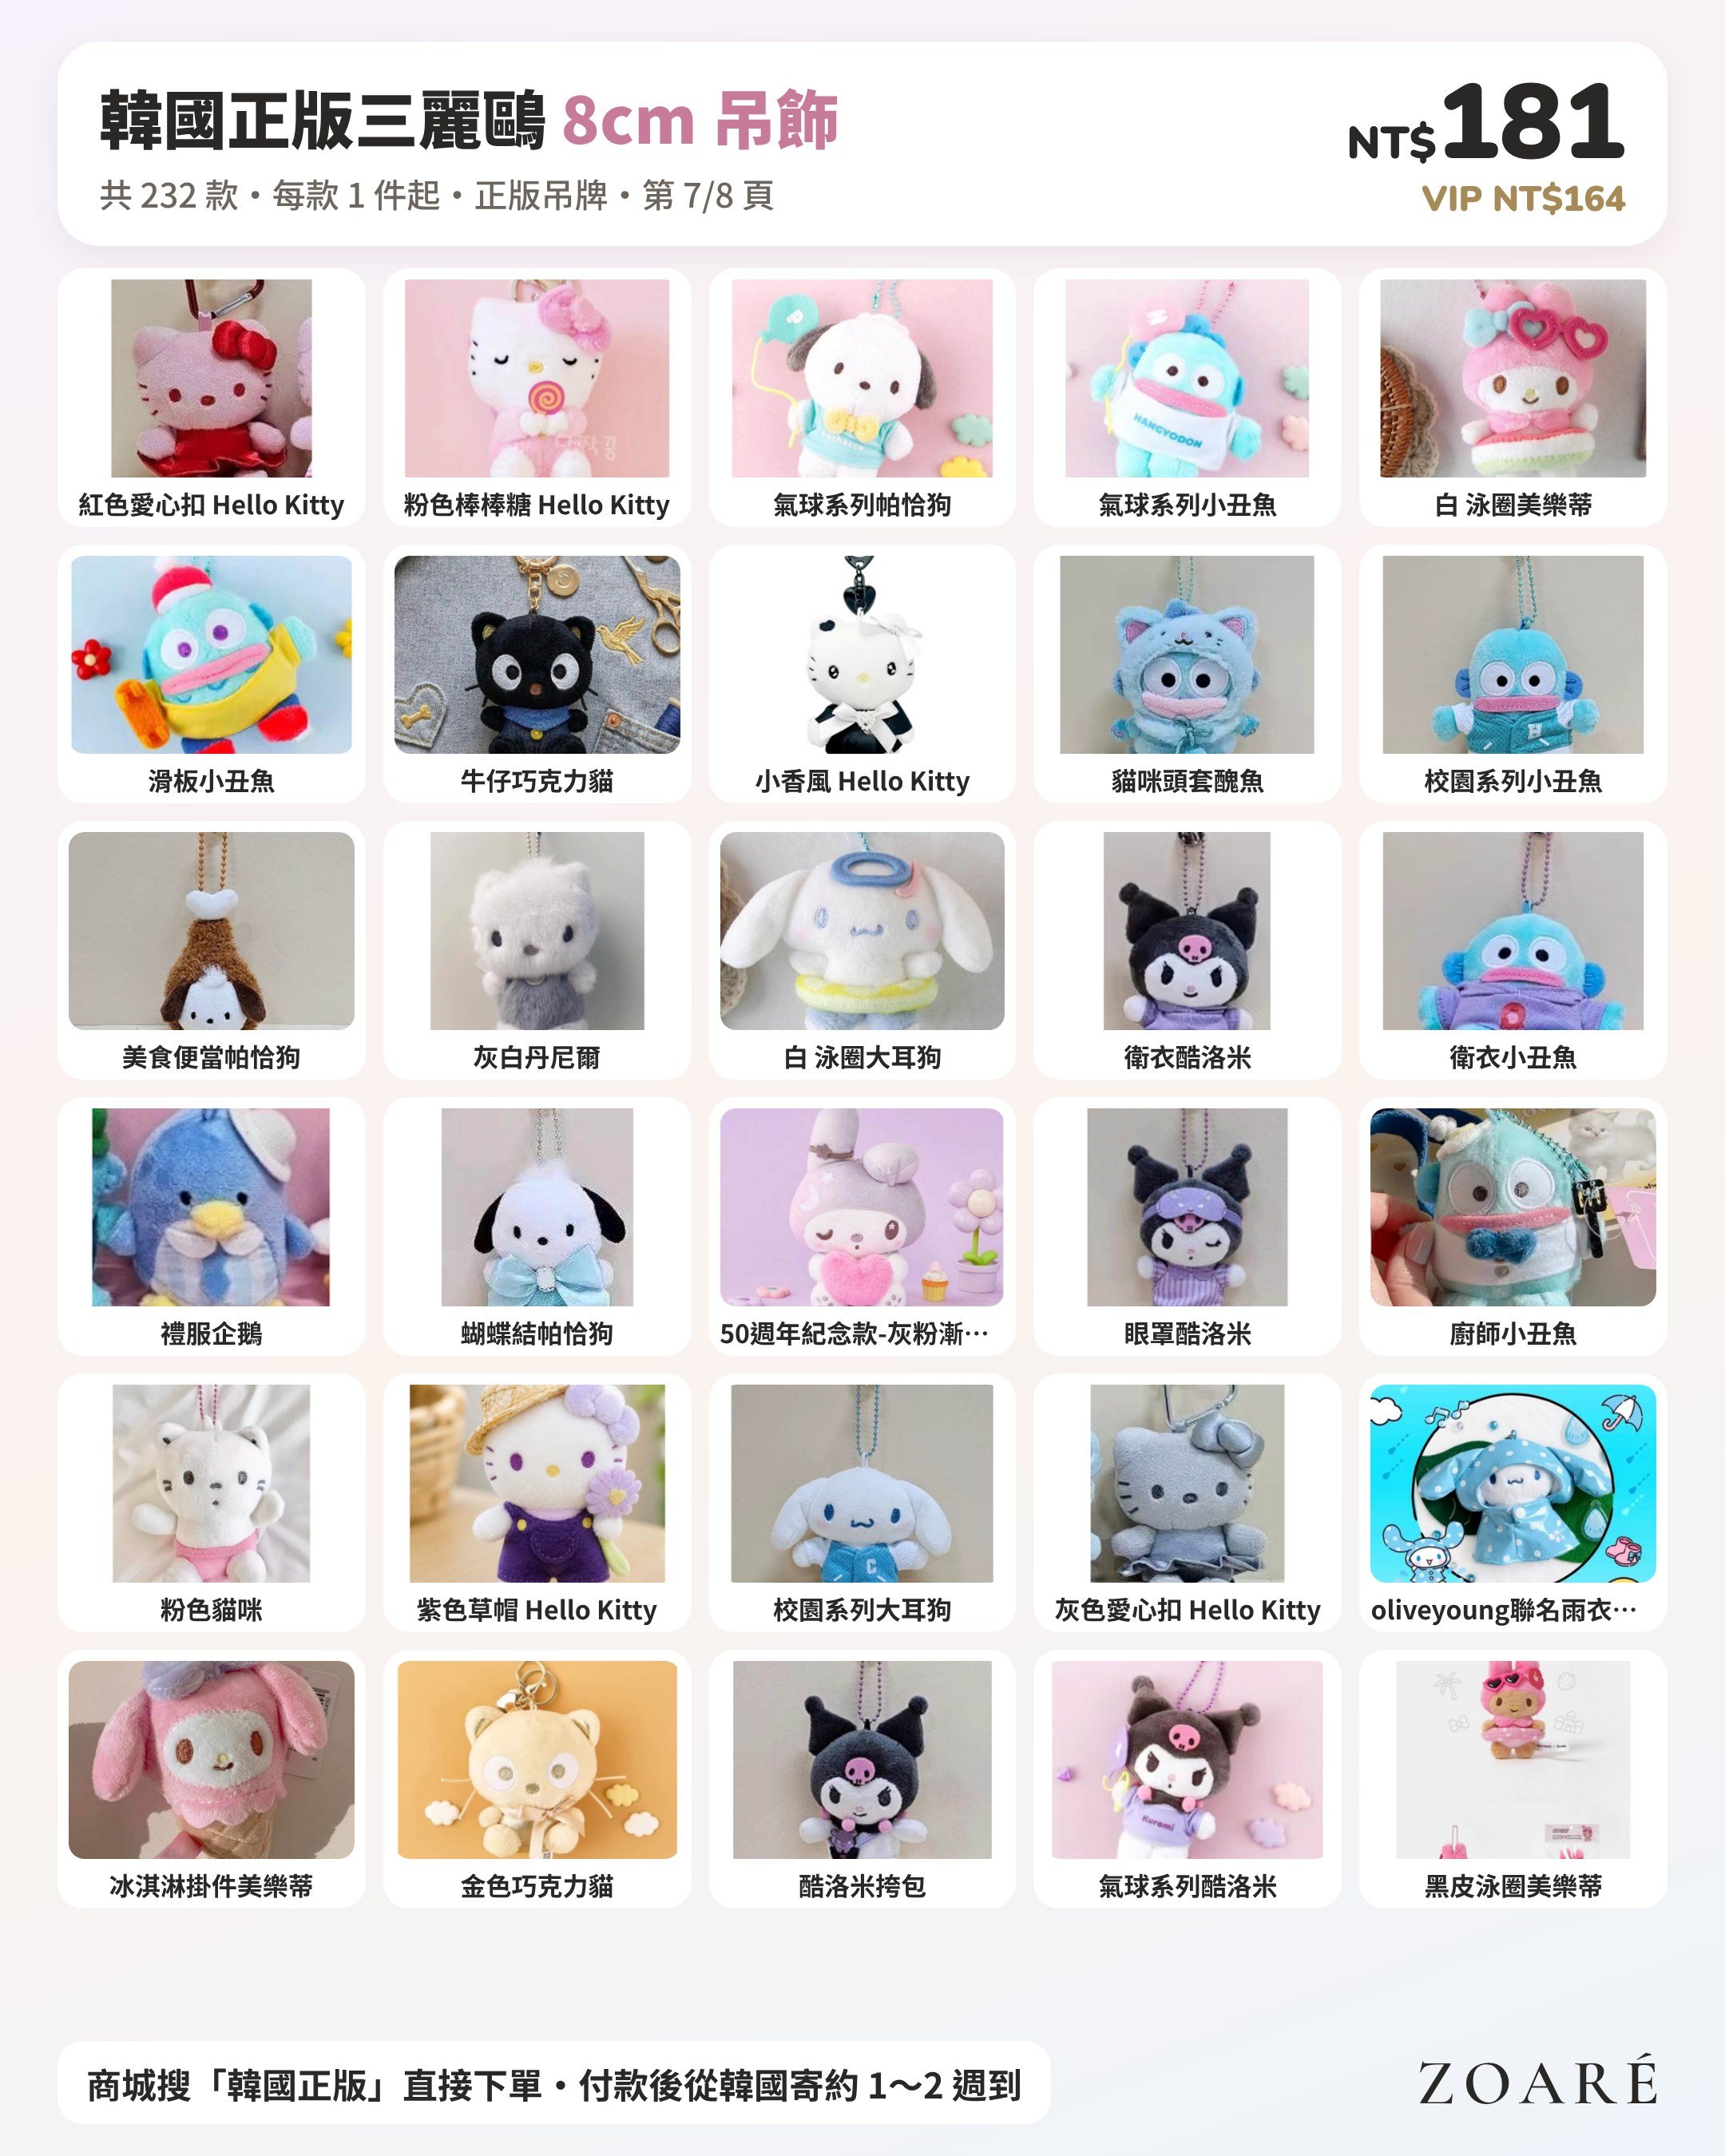 韓國正版三麗鷗 8cm 吊飾
NT$181
共 232 款・每款 1 件起・正版吊牌・第 7/8 頁
VIP NT$164
P
HANGYODON
紅色愛心扣 Hello Kitty
粉色棒棒糖 Hello Kitty
氣球系列帕恰狗
氣球系列小丑魚
白 泳圈美樂蒂
滑板小丑魚
牛仔巧克力貓
小香風 Hello Kitty
貓咪頭套醜魚
校園系列小丑魚
美食便當帕恰狗
灰白丹尼爾
白 泳圈大耳狗
衛衣酷洛米
衛衣小丑魚
禮服企鵝
蝴蝶結帕恰狗
50週年紀念款-灰粉漸…
眼罩酷洛米
廚師小丑魚
C
粉色貓咪
紫色草帽 Hello Kitty
校園系列大耳狗
灰色愛心扣 Hello Kitty
oliveyoung聯名雨衣…
Kuromi
冰淇淋掛件美樂蒂
金色巧克力貓
酷洛米挎包
氣球系列酷洛米
黑皮泳圈美樂蒂
商城搜「韓國正版」直接下單・付款後從韓國寄約 1～2 週到
ZOARÉ